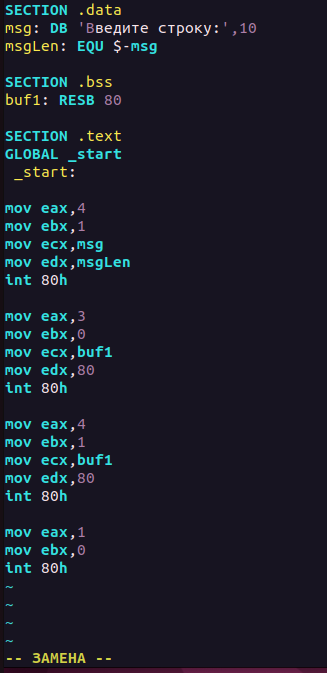 SECTION .data
msg: DB 'Введите строку:',10
msgLen: EQU $-msg
SECTION .bss
buf1: RESB 80
SECTION .text
GLOBAL _start
_start:
mov eax,4
mov ebx,1
mov ecx,msg
mov edx,msgLen
int 80h
mov eax,3
mov ebx,0
mov ecx,buf1
mov edx,80
int 80h
mov eax,4
mov ebx,1
mov ecx,buf1
mov edx,80
int 80h
mov eax,1
mov ebx,0
int 80h
~
~
~
~
-- ЗАМЕНА --